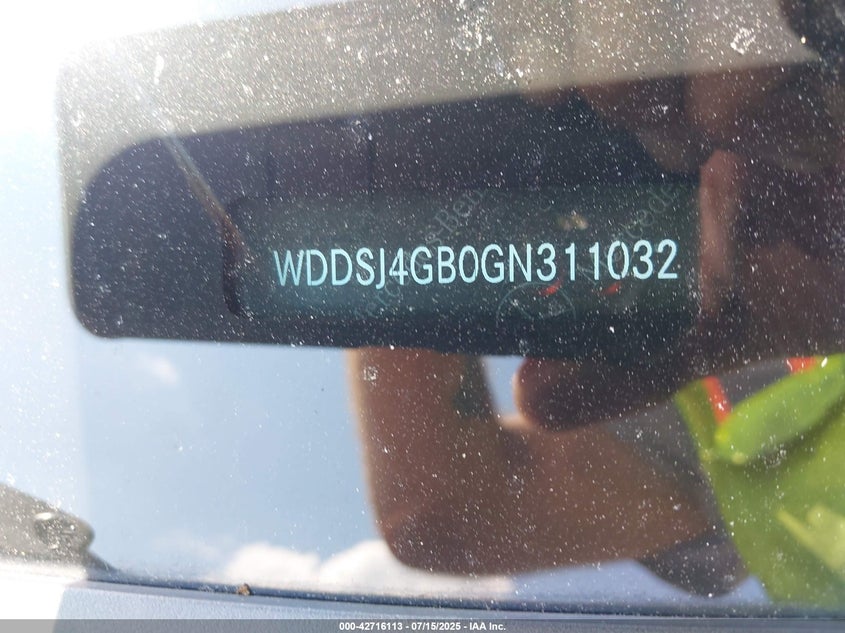 WDDSJ4GB0GN311032
000-42716113 - 07/15/2025 - IAA Inc.